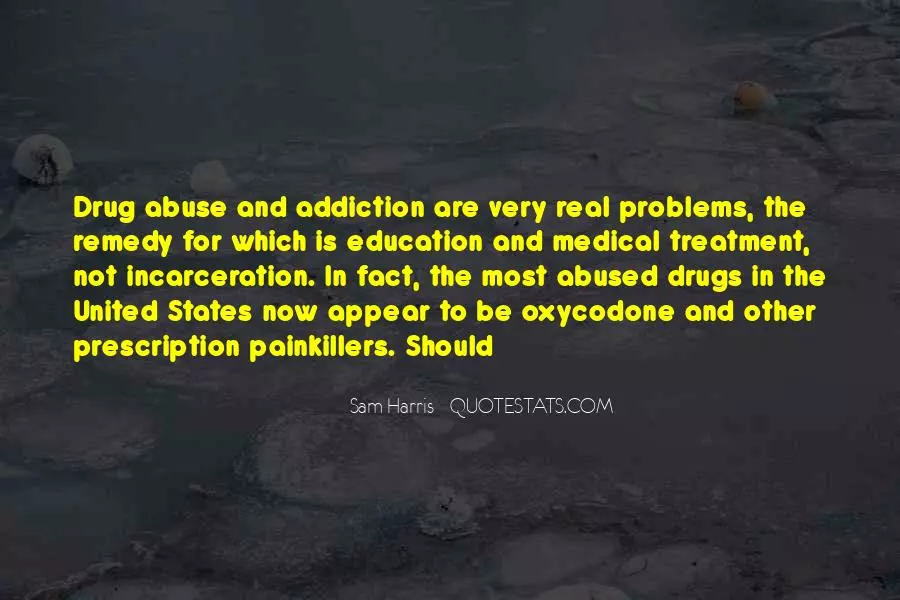 Drug abuse and addiction are very real problems, the
remedy for which is education and medical treatment,
not incarceration. In fact, the most abused drugs in the
United States now appear to be oxycodone and other
prescription painkillers. Should
Sam Harris QUOTESTATS.COM